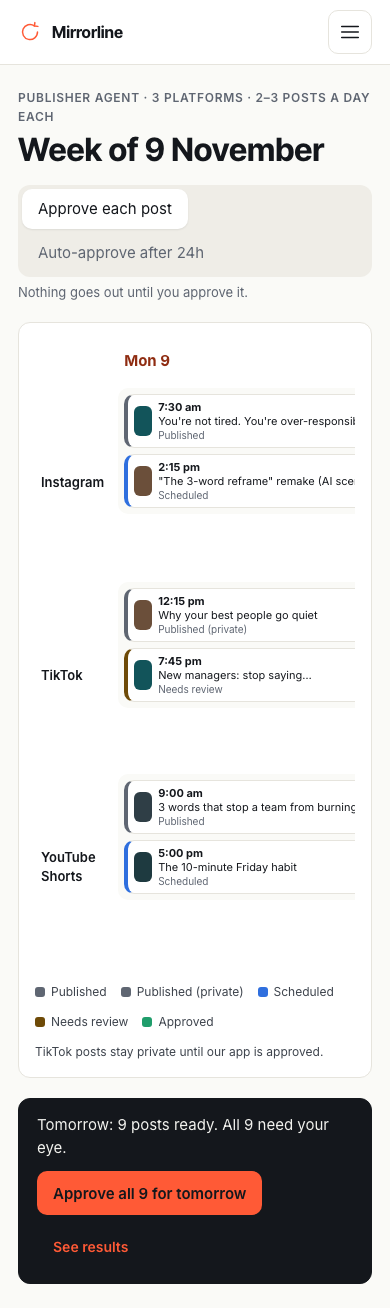 Mirrorline
PUBLISHER AGENT · 3 PLATFORMS · 2–3 POSTS A DAY
EACH
Week of 9 November
Approve each post
Auto-approve after 24h
Nothing goes out until you approve it.
Mon 9
Instagram
7:30 am
You're not tired. You're over-responsib
Published
2:15 pm
"The 3-word reframe" remake (AI sce
Scheduled
TikTok
12:15 pm
Why your best people go quiet
Published (private)
7:45 pm
New managers: stop saying…
Needs review
YouTube
Shorts
9:00 am
3 words that stop a team from burning
Published
5:00 pm
The 10-minute Friday habit
Scheduled
Published
Published (private)
Scheduled
Needs review
Approved
TikTok posts stay private until our app is approved.
Tomorrow: 9 posts ready. All 9 need your
eye.
Approve all 9 for tomorrow
See results